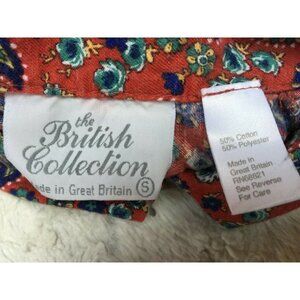 the
British
Collection
Made in Great Britain S
50% Cotton
50% Polyester
Made in
Great Britain
RN68821
See Reverse
For Care